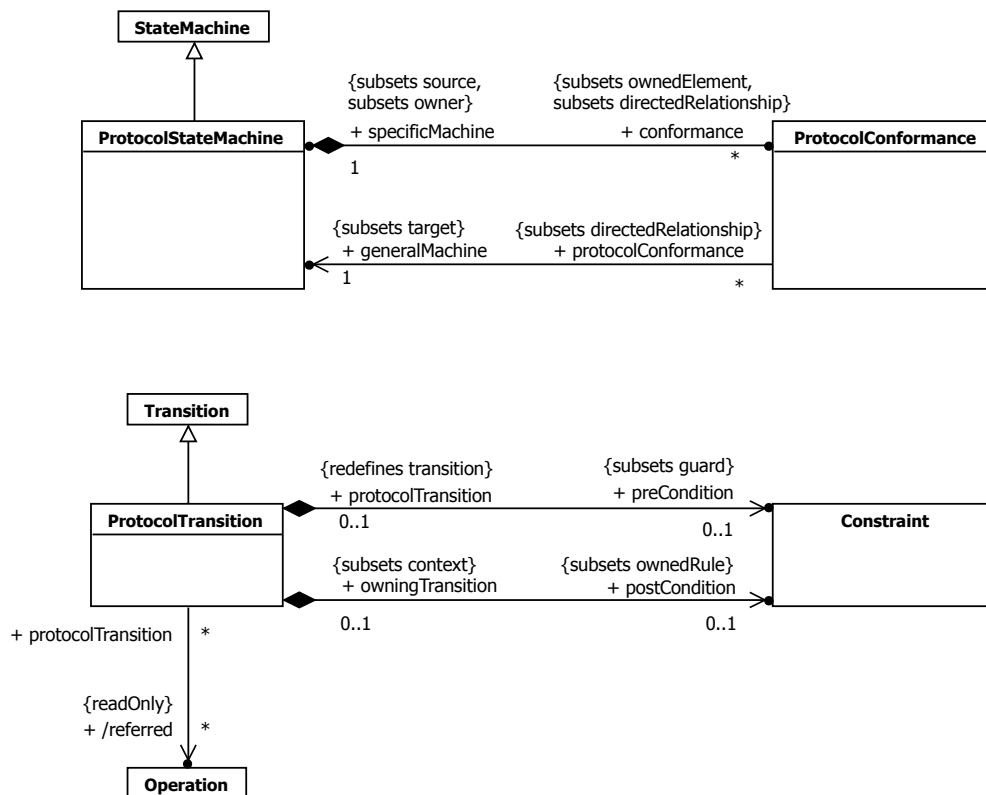 StateMachine
{subsets source,
subsets owner}
+ specificMachine
{subsets ownedElement,
subsets directedRelationship}
+ conformance
ProtocolStateMachine
ProtocolConformance
1
*
{subsets target}
+ generalMachine
{subsets directedRelationship}
+ protocolConformance
1
*
Transition
{redefines transition}
+ protocolTransition
{subsets guard}
+ preCondition
ProtocolTransition
Constraint
0..1
0..1
{subsets context}
+ owningTransition
{subsets ownedRule}
+ postCondition
0..1
0..1
+ protocolTransition
*
{readOnly}
+ /referred
*
Operation